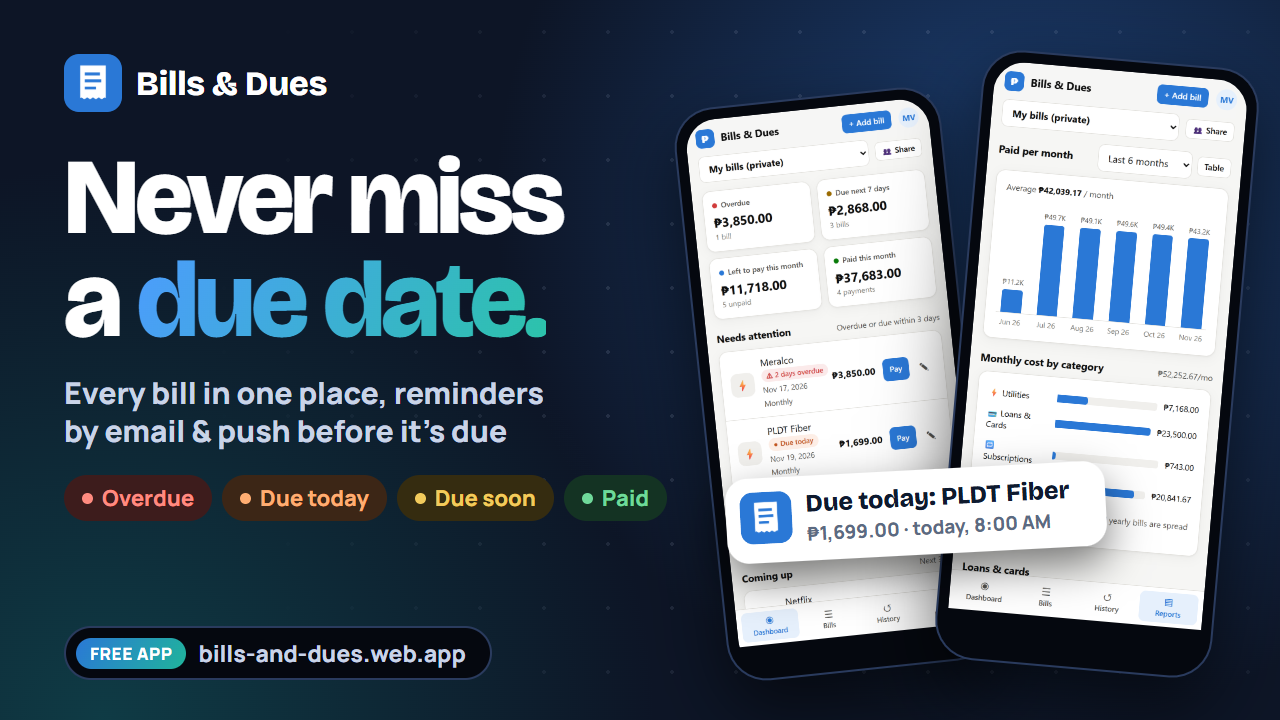 Bills & Dues
Never miss
a due date.
Every bill in one place, reminders
by email & push before it's due
Overdue
Due today
Due soon
Paid
FREE APP
bills-and-dues.web.app
Bills & Dues
+ Add bill
MV
My bills (private)
Share
Overdue
₱3,850.00
1 bill
Due next 7 days
₱2,868.00
3 bills
Left to pay this month
₱11,718.00
5 unpaid
Paid this month
₱37,683.00
4 payments
Needs attention
Overdue or due within 3 days
Meralco
2 days overdue
Nov 17, 2026
Monthly
₱3,850.00
Pay
PLDT Fiber
Due today
Nov 19, 2026
Monthly
₱1,699.00
Pay
Due today: PLDT Fiber
₱1,699.00 · today, 8:00 AM
Coming up
Next
Netflix
Dashboard
Bills
History
₱
Bills & Dues
+ Add bill
MV
My bills (private)
Share
Paid per month
Last 6 months
Table
Average ₱42,039.17 / month
₱11.2K
₱49.7K
₱49.1K
₱49.6K
₱49.4K
₱43.2K
Jun 26
Jul 26
Aug 26
Sep 26
Oct 26
Nov 26
Monthly cost by category
₱52,252.67/mo
Utilities
₱7,168.00
Loans &
Cards
₱23,500.00
Subscriptions
₱743.00
₱20,841.67
yearly bills are spread
Loans & cards
Dashboard
Bills
History
Reports